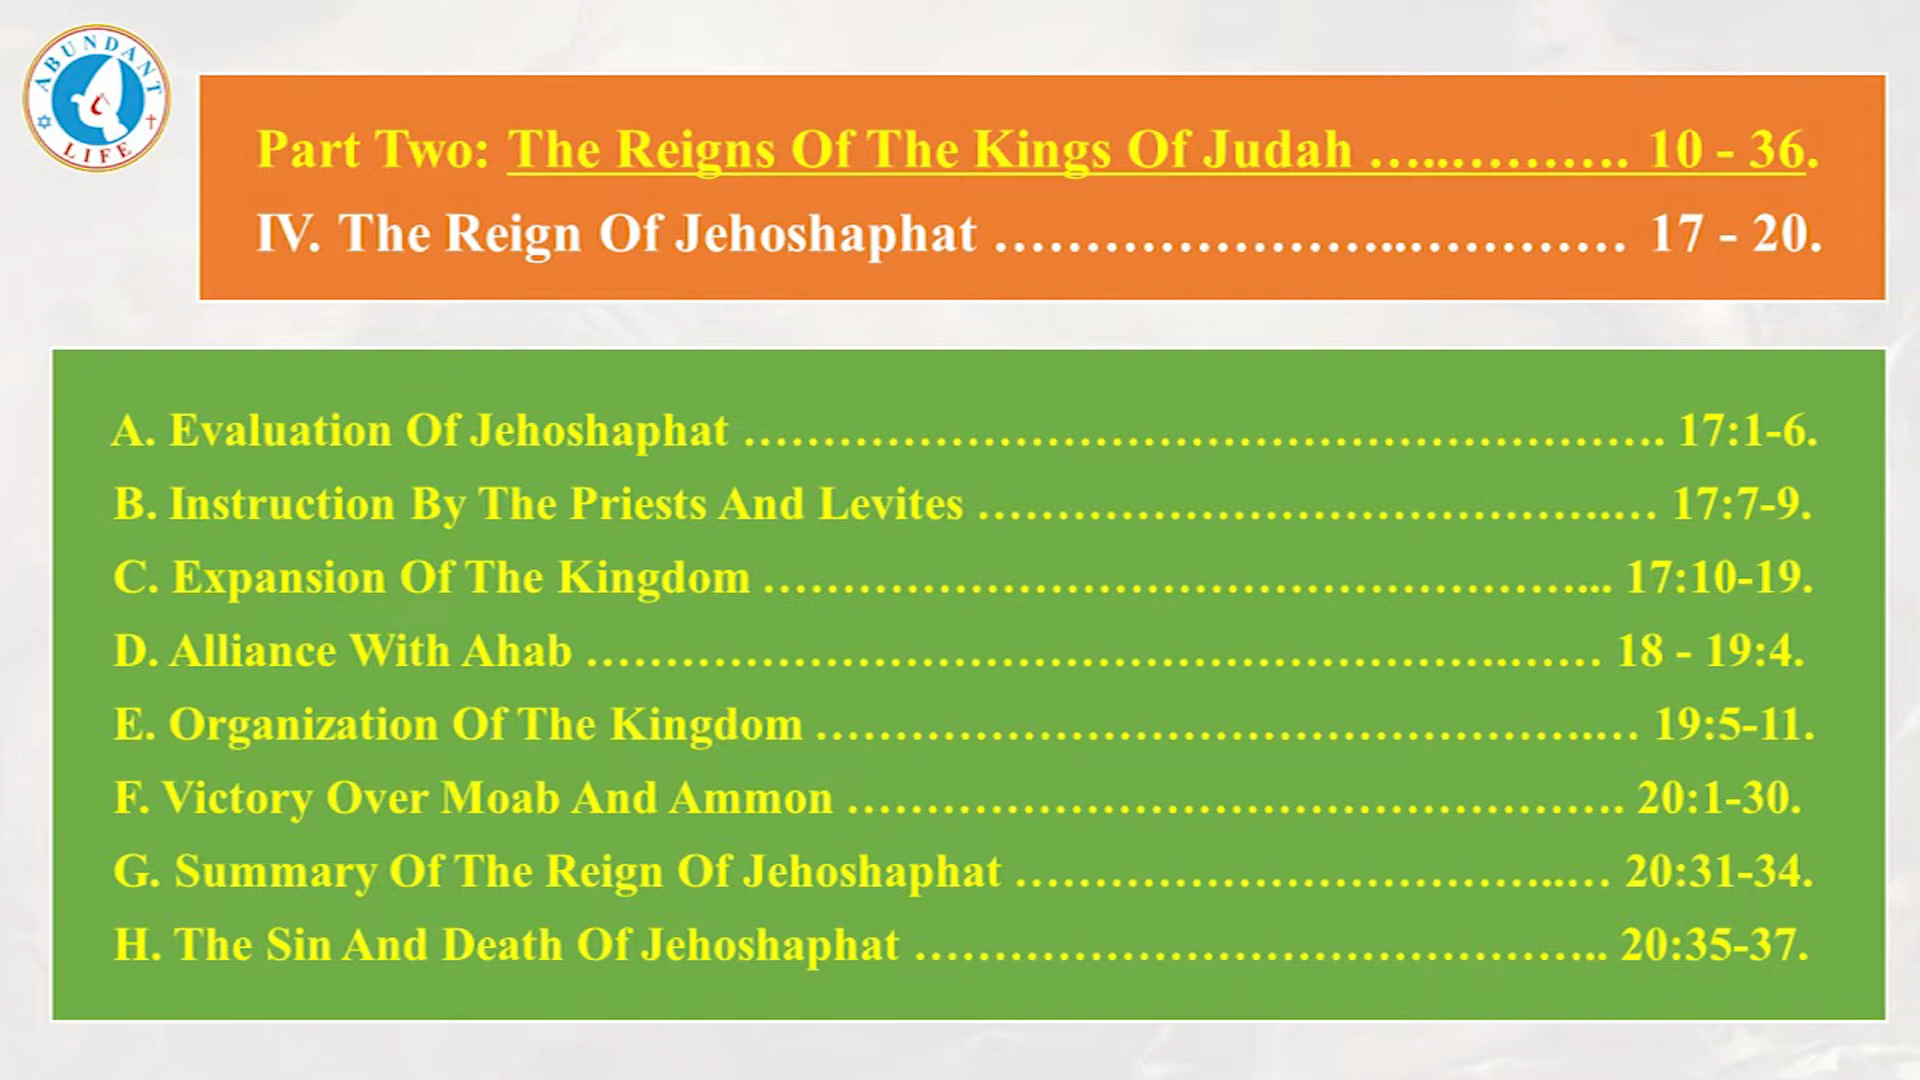 ABUNDANT
LIFE
Part Two: The Reigns Of The Kings Of Judah …..………. 10 - 36.
IV. The Reign Of Jehoshaphat …………………..………… 17 - 20.
A. Evaluation Of Jehoshaphat …………………………………………………. 17:1-6.
B. Instruction By The Priests And Levites ………………………………….… 17:7-9.
C. Expansion Of The Kingdom ……………………………………………... 17:10-19.
D. Alliance With Ahab ………………………………………………….…… 18 - 19:4.
E. Organization Of The Kingdom ………………………………………….… 19:5-11.
F. Victory Over Moab And Ammon …………………………………………. 20:1-30.
G. Summary Of The Reign Of Jehoshaphat ……………………………..… 20:31-34.
H. The Sin And Death Of Jehoshaphat …………………………………….. 20:35-37.